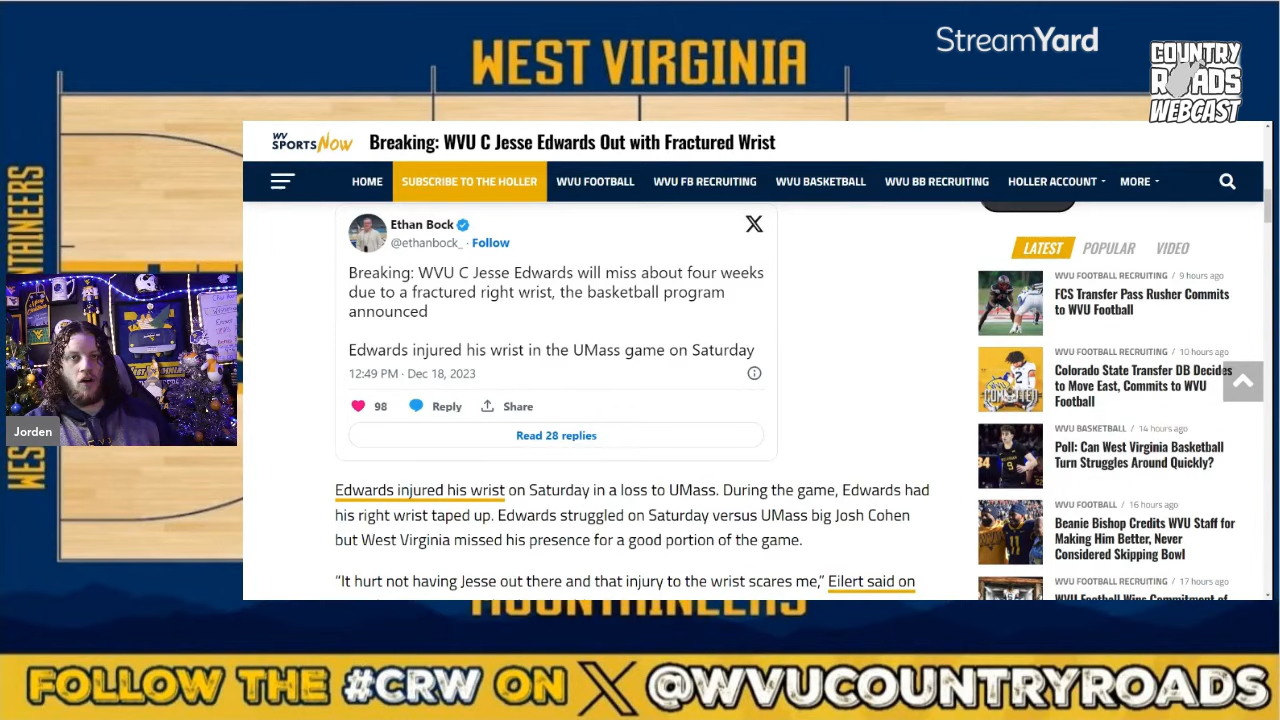 WEST VIRGINIA
StreamYard
COUNTRY
ROADS
WEBCAST
WV
SPORTSNow
Breaking: WVU C Jesse Edwards Out with Fractured Wrist
HOME SUBSCRIBE TO THE HOLLER WVU FOOTBALL WVU FB RECRUITING WVU BASKETBALL WVU BB RECRUITING HOLLER ACCOUNT MORE
Ethan Bock
@ethanbock_ · Follow
Breaking: WVU C Jesse Edwards will miss about four weeks
due to a fractured right wrist, the basketball program
announced
Edwards injured his wrist in the UMass game on Saturday
12:49 PM · Dec 18, 2023
98 Reply Share
Read 28 replies
Edwards injured his wrist on Saturday in a loss to UMass. During the game, Edwards had
his right wrist taped up. Edwards struggled on Saturday versus UMass big Josh Cohen
but West Virginia missed his presence for a good portion of the game.
“It hurt not having Jesse out there and that injury to the wrist scares me,” Eilert said on
LATEST POPULAR VIDEO
WVU FOOTBALL RECRUITING / 9 hours ago
FCS Transfer Pass Rusher Commits
to WVU Football
WVU FOOTBALL RECRUITING / 10 hours ago
Colorado State Transfer DB Decides
to Move East, Commits to WVU
Football
WVU BASKETBALL / 14 hours ago
Poll: Can West Virginia Basketball
Turn Struggles Around Quickly?
WVU FOOTBALL / 16 hours ago
Beanie Bishop Credits WVU Staff for
Making Him Better, Never
Considered Skipping Bowl
WVU FOOTBALL RECRUITING / 17 hours ago
WVU Football Wins Commitment of
Jorden
MOUNTAINEERS
FOLLOW THE #CRW ON X @WVUCOUNTRYROADS